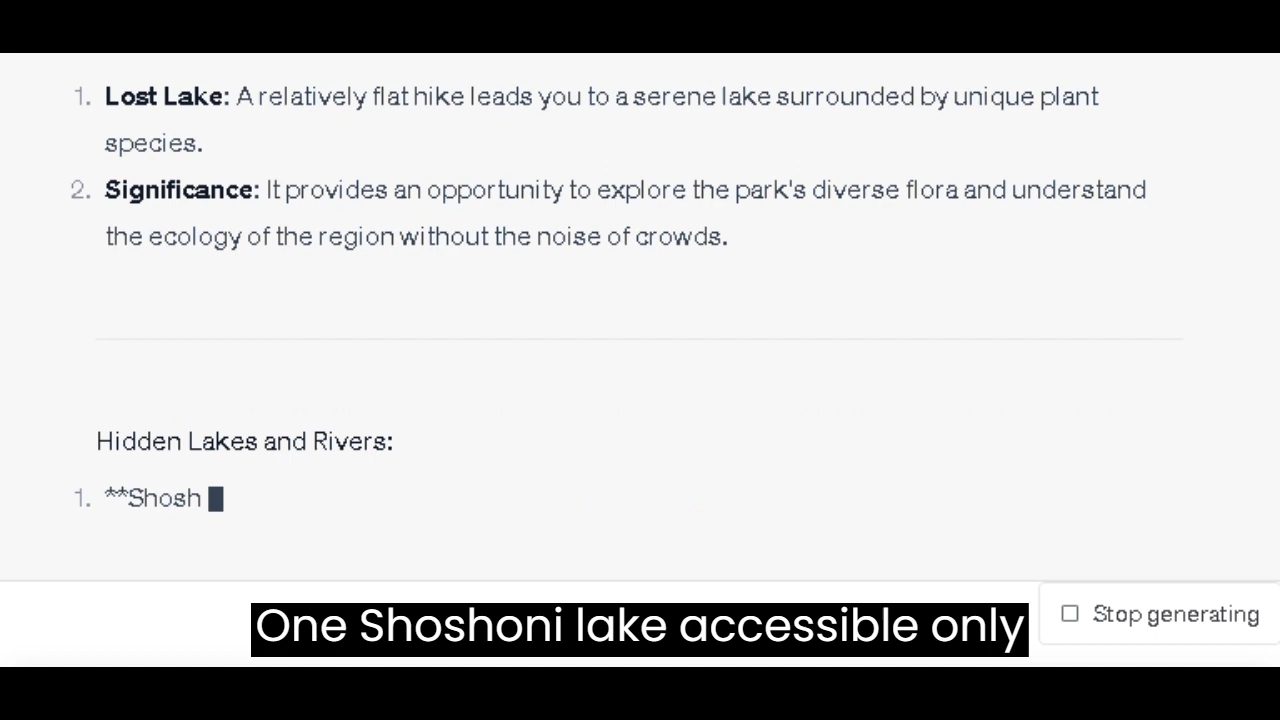 1. Lost Lake: A relatively flat hike leads you to a serene lake surrounded by unique plant
species.
2. Significance: It provides an opportunity to explore the park's diverse flora and understand
the ecology of the region without the noise of crowds.
Hidden Lakes and Rivers:
1. **Shosh
Stop generating
One Shoshoni lake accessible only